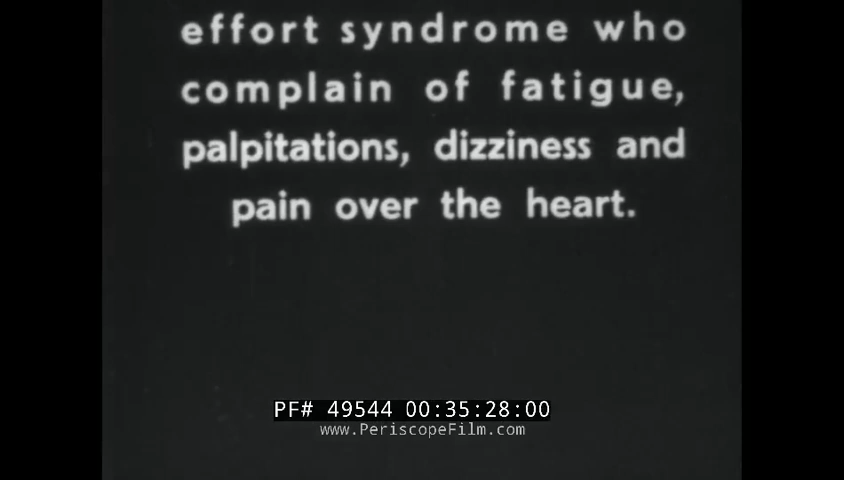 effort syndrome who
complain of fatigue,
palpitations, dizziness and
pain over the heart.
PF# 49544 00:35:28:00
www.PeriscopeFilm.com